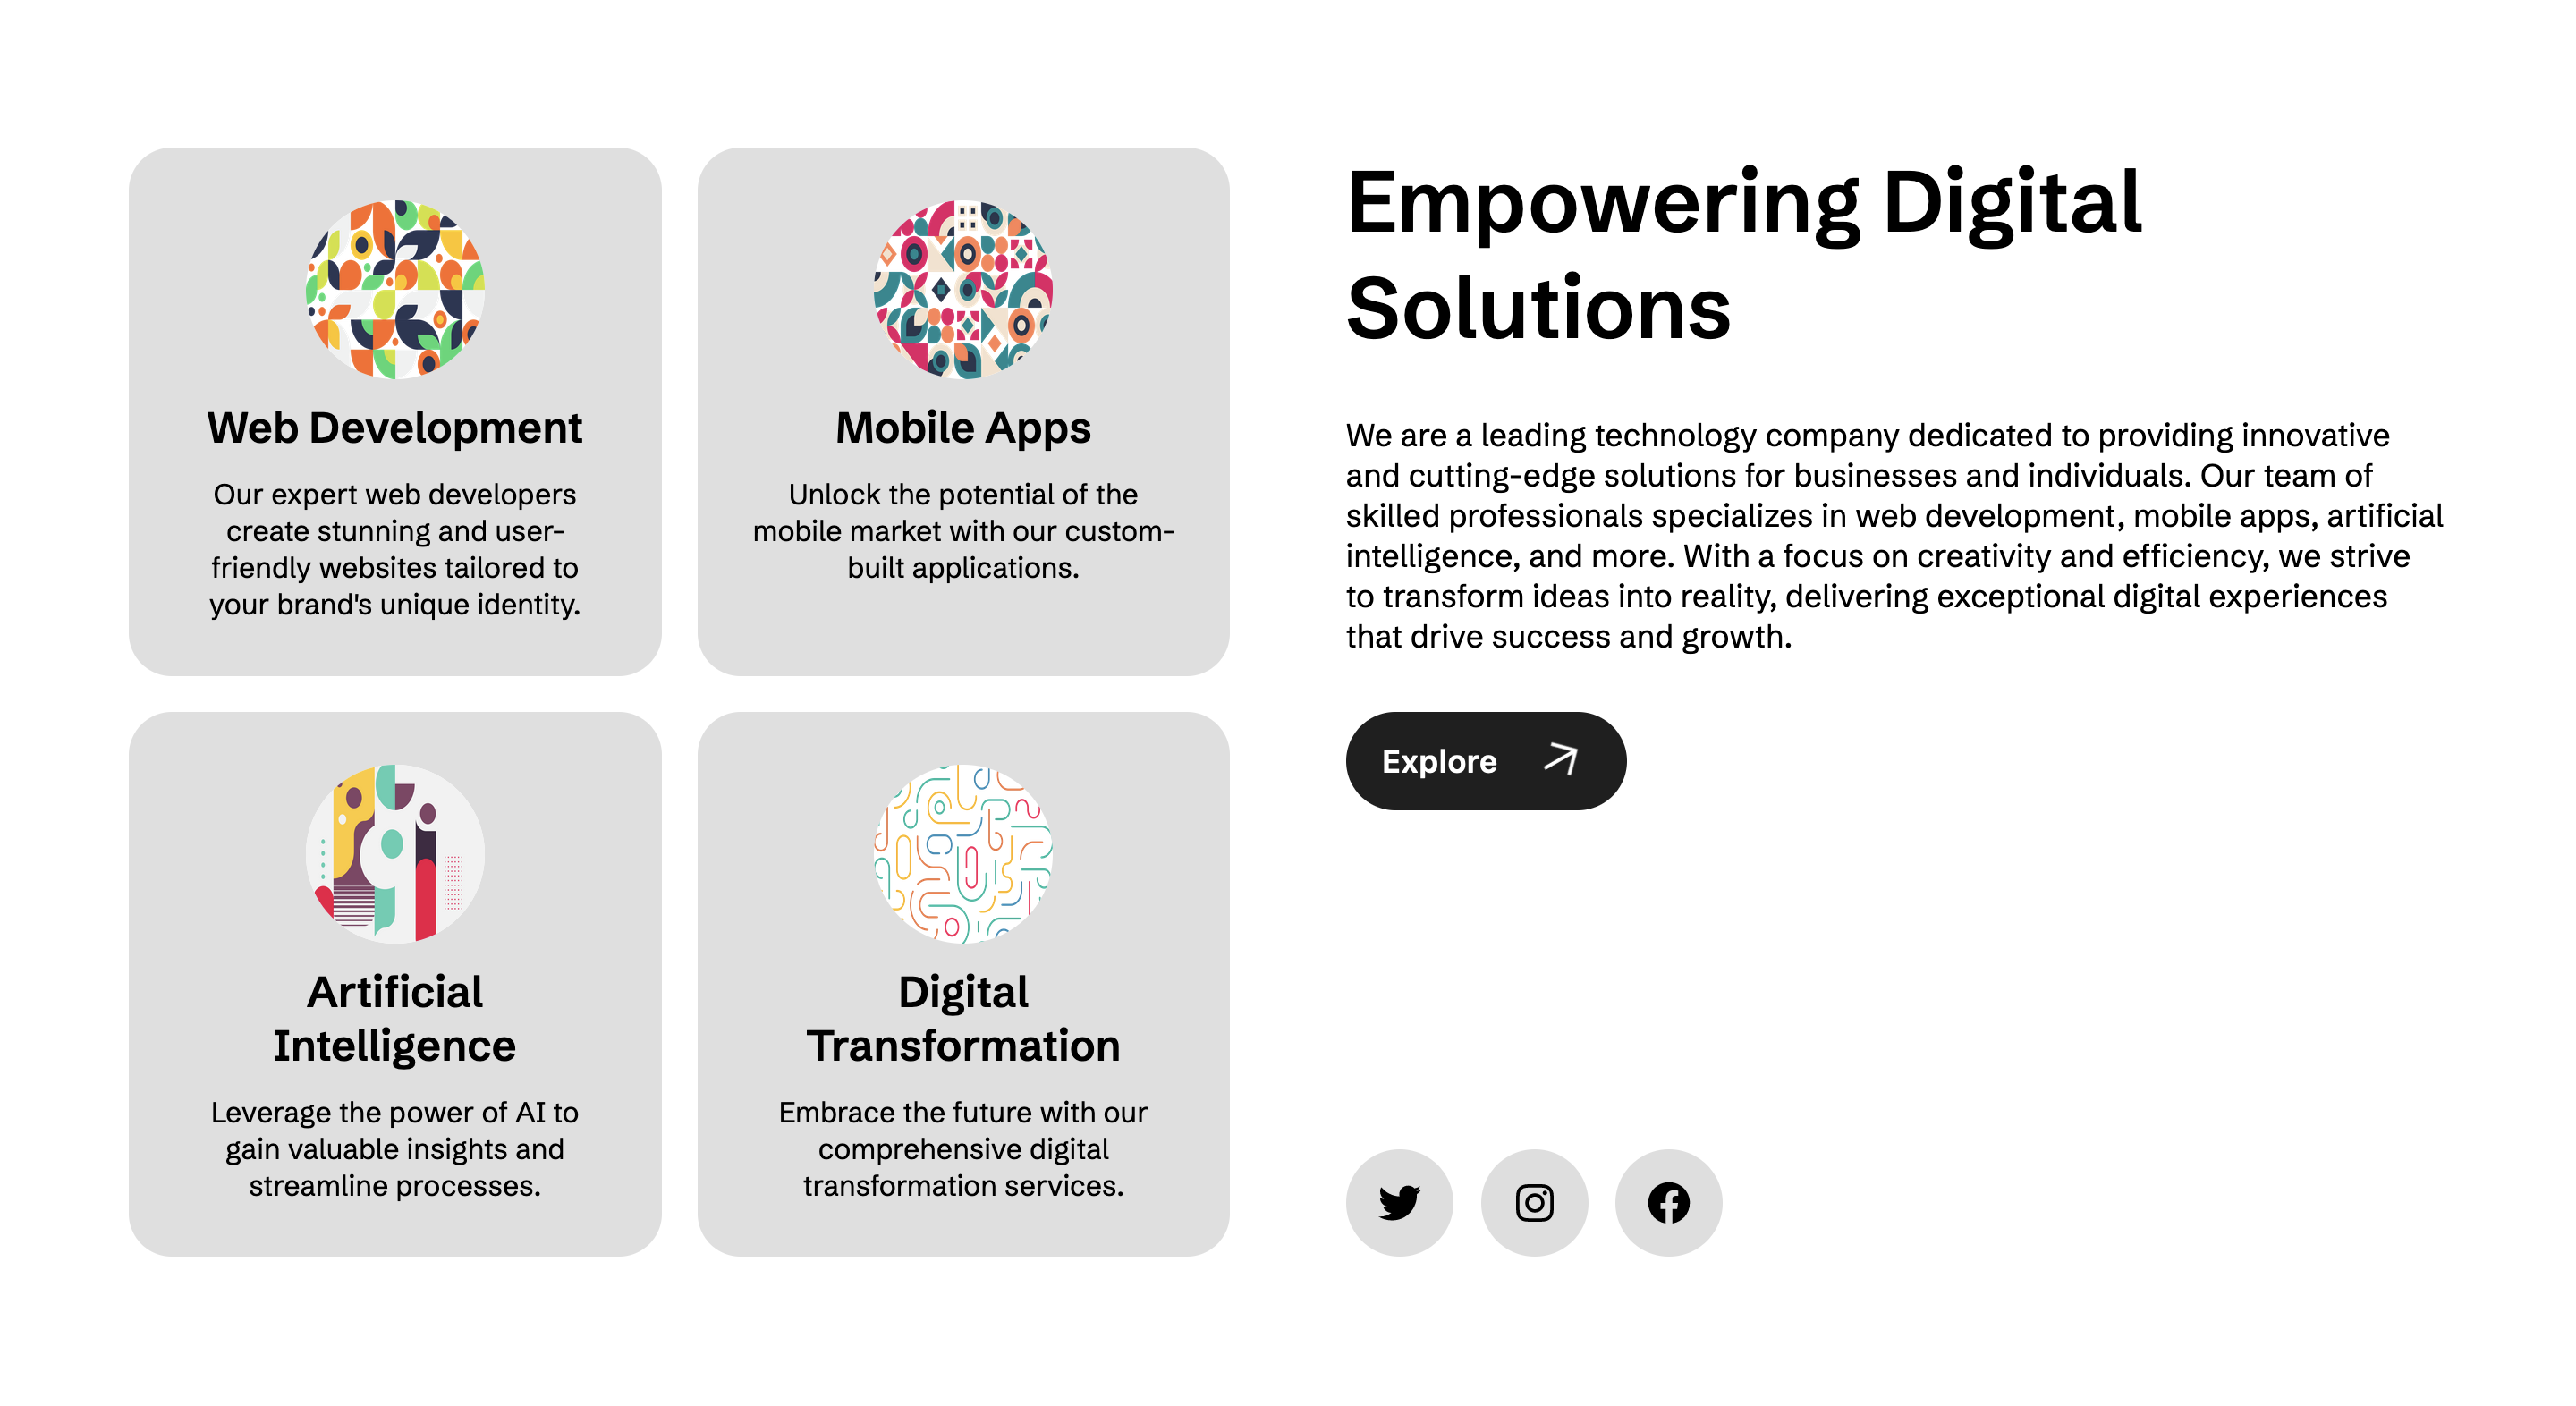 Web Development
Our expert web developers
create stunning and user-
friendly websites tailored to
your brand's unique identity.
Mobile Apps
Unlock the potential of the
mobile market with our custom-
built applications.
Artificial
Intelligence
Leverage the power of AI to
gain valuable insights and
streamline processes.
Digital
Transformation
Embrace the future with our
comprehensive digital
transformation services.
Empowering Digital
Solutions
We are a leading technology company dedicated to providing innovative
and cutting-edge solutions for businesses and individuals. Our team of
skilled professionals specializes in web development, mobile apps, artificial
intelligence, and more. With a focus on creativity and efficiency, we strive
to transform ideas into reality, delivering exceptional digital experiences
that drive success and growth.
Explore